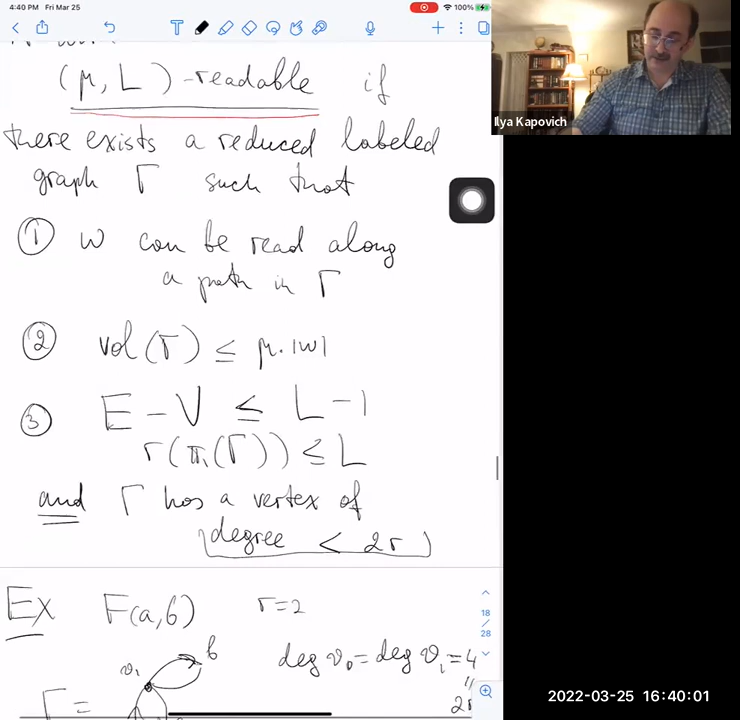 4:40 PM Fri Mar 25
100%
(μ, L)-readable if
there exists a reduced labeled
graph Γ such that
① w can be read along
a path in Γ
② vol(Γ) ≤ μ·|w|
③ E - V ≤ L - 1
r(π₁(Γ)) ≤ L
and Γ has a vertex of
degree < 2r
Ex F(a,b) r=2
b
v₁
deg v₀ = deg v₁ = 4
Γ =
18
/
28
Ilya Kapovich
2022-03-25 16:40:01